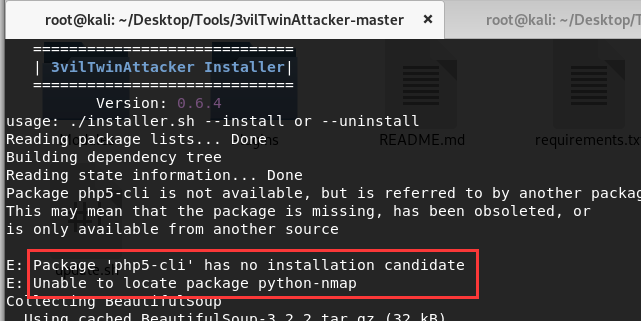 root@kali: ~/Desktop/Tools/3vilTwinAttacker-master × root@kali: ~/Desktop/
============================
| 3vilTwinAttacker Installer|
============================
Version: 0.6.4
usage: ./installer.sh --install or --uninstall
README.md requirements.tx
Reading package lists... Done
Building dependency tree
Reading state information... Done
Package php5-cli is not available, but is referred to by another packag
This may mean that the package is missing, has been obsoleted, or
is only available from another source
E: Package 'php5-cli' has no installation candidate
update.sh
E: Unable to locate package python-nmap
Collecting BeautifulSoup
Using cached BeautifulSoup-3.2.2.tar.gz (32 kB)